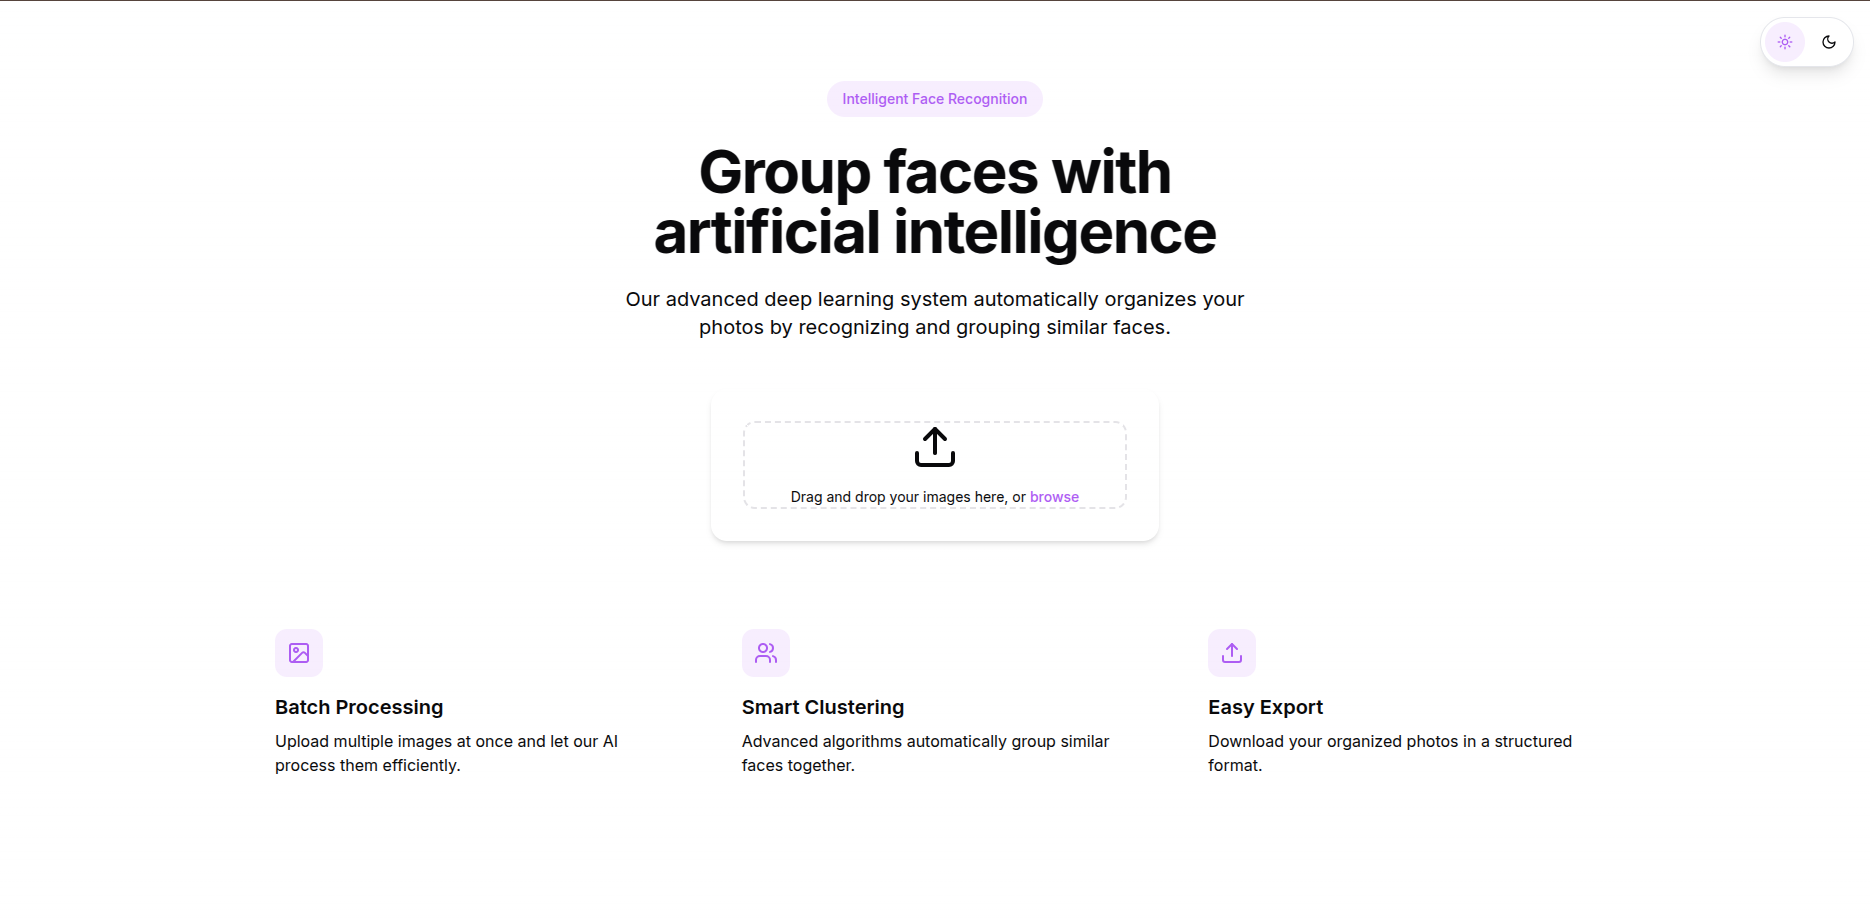 Intelligent Face Recognition
Group faces with
artificial intelligence
Our advanced deep learning system automatically organizes your
photos by recognizing and grouping similar faces.
Drag and drop your images here, or browse
Batch Processing
Upload multiple images at once and let our AI
process them efficiently.
Smart Clustering
Advanced algorithms automatically group similar
faces together.
Easy Export
Download your organized photos in a structured
format.